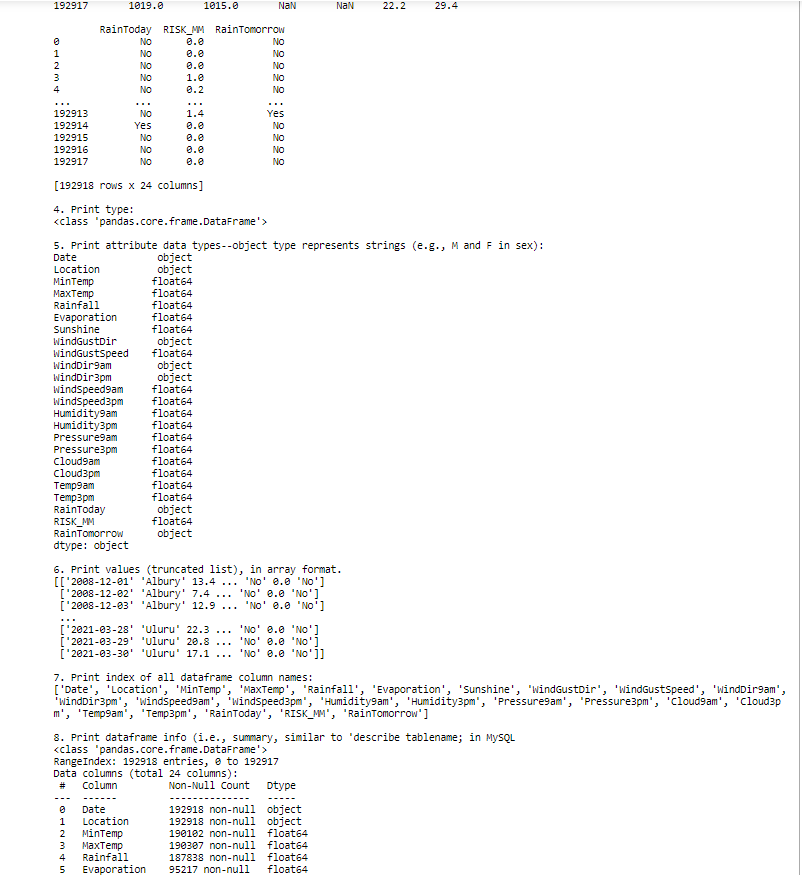 192917 1019.0 1015.0 NaN NaN 22.2 29.4
RainToday RISK_MM RainTomorrow
0 No 0.0 No
1 No 0.0 No
2 No 0.0 No
3 No 1.0 No
4 No 0.2 No
... ... ... ...
192913 No 1.4 Yes
192914 Yes 0.0 No
192915 No 0.0 No
192916 No 0.0 No
192917 No 0.0 No
[192918 rows x 24 columns]
4. Print type:
<class 'pandas.core.frame.DataFrame'>
5. Print attribute data types--object type represents strings (e.g., M and F in sex):
Date object
Location object
MinTemp float64
MaxTemp float64
Rainfall float64
Evaporation float64
Sunshine float64
WindGustDir object
WindGustSpeed float64
WindDir9am object
WindDir3pm object
WindSpeed9am float64
WindSpeed3pm float64
Humidity9am float64
Humidity3pm float64
Pressure9am float64
Pressure3pm float64
Cloud9am float64
Cloud3pm float64
Temp9am float64
Temp3pm float64
RainToday object
RISK_MM float64
RainTomorrow object
dtype: object
6. Print values (truncated list), in array format.
[['2008-12-01' 'Albury' 13.4 ... 'No' 0.0 'No']
['2008-12-02' 'Albury' 7.4 ... 'No' 0.0 'No']
['2008-12-03' 'Albury' 12.9 ... 'No' 0.0 'No']
...
['2021-03-28' 'Uluru' 22.3 ... 'No' 0.0 'No']
['2021-03-29' 'Uluru' 20.8 ... 'No' 0.0 'No']
['2021-03-30' 'Uluru' 17.1 ... 'No' 0.0 'No']]
7. Print index of all dataframe column names:
['Date', 'Location', 'MinTemp', 'MaxTemp', 'Rainfall', 'Evaporation', 'Sunshine', 'WindGustDir', 'WindGustSpeed', 'WindDir9am',
'WindDir3pm', 'WindSpeed9am', 'WindSpeed3pm', 'Humidity9am', 'Humidity3pm', 'Pressure9am', 'Pressure3pm', 'Cloud9am', 'Cloud3p
m', 'Temp9am', 'Temp3pm', 'RainToday', 'RISK_MM', 'RainTomorrow']
8. Print dataframe info (i.e., summary, similar to 'describe tablename; in MySQL
<class 'pandas.core.frame.DataFrame'>
RangeIndex: 192918 entries, 0 to 192917
Data columns (total 24 columns):
# Column Non-Null Count Dtype
--- ------ -------------- -----
0 Date 192918 non-null object
1 Location 192918 non-null object
2 MinTemp 190102 non-null float64
3 MaxTemp 190307 non-null float64
4 Rainfall 187838 non-null float64
5 Evaporation 95217 non-null float64